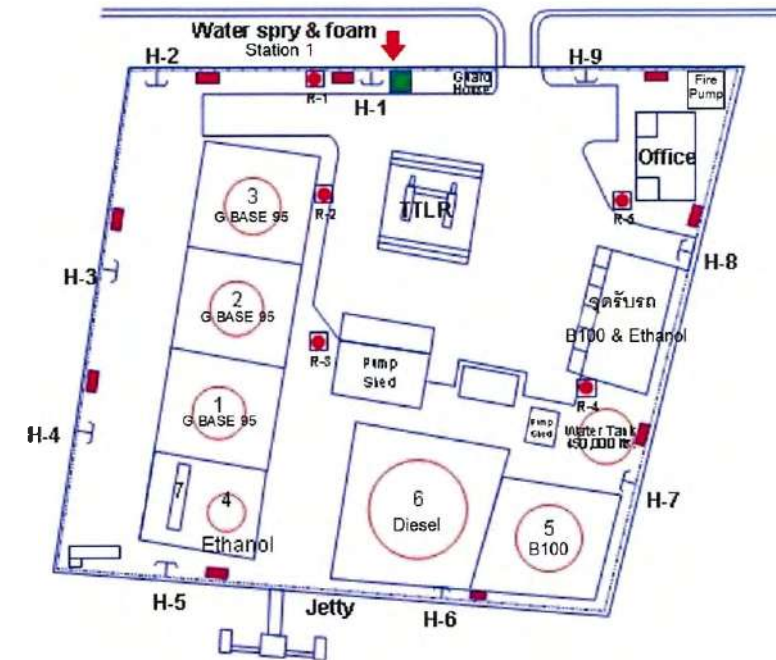 Water spry & foam
Station 1
H-2
R-1
H-1
Guard
House
H-9
Fire
Pump
Office
3
G BASE 95
R-2
TTLR
R-5
H-3
H-8
2
G BASE 95
จุดรับรถ
B100 & Ethanol
R-3
Pump
Shed
1
G BASE 95
R-4
Pump
Shed
Water Tank
H-4
7
4
Ethanol
6
Diesel
5
B100
H-7
H-5
Jetty
H-6